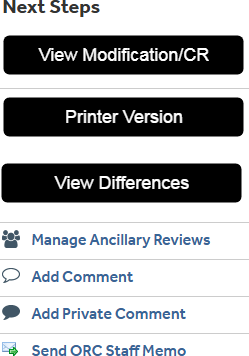 Next Steps
View Modification/CR
Printer Version
View Differences
Manage Ancillary Reviews
Add Comment
Add Private Comment
Send ORC Staff Memo